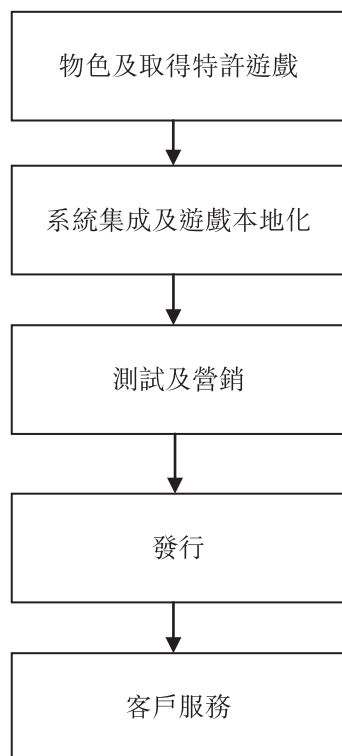 物色及取得特許遊戲
系統集成及遊戲本地化
測試及營銷
發行
客戶服務